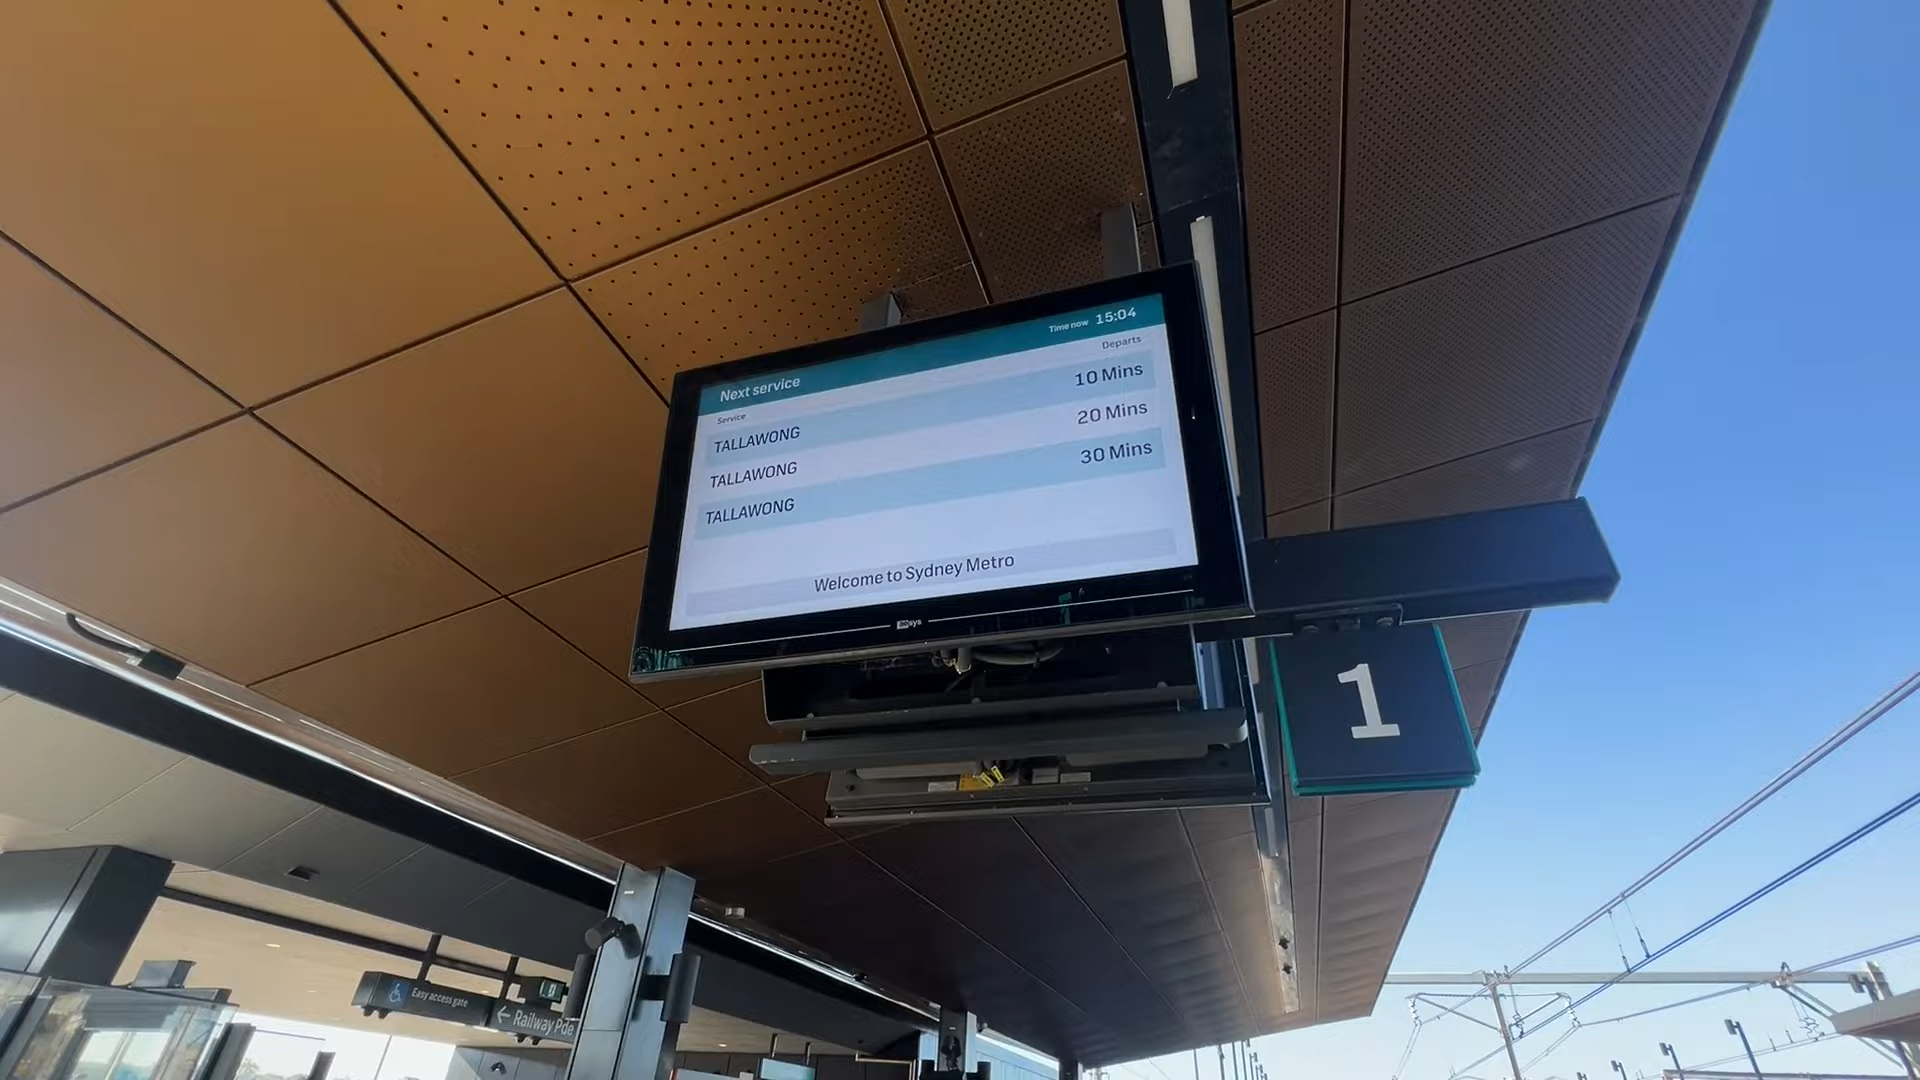 Time now 15:04
Next service
Service Departs
TALLAWONG 10 Mins
TALLAWONG 20 Mins
TALLAWONG 30 Mins
Welcome to Sydney Metro
1
Easy access gate
Railway Pde